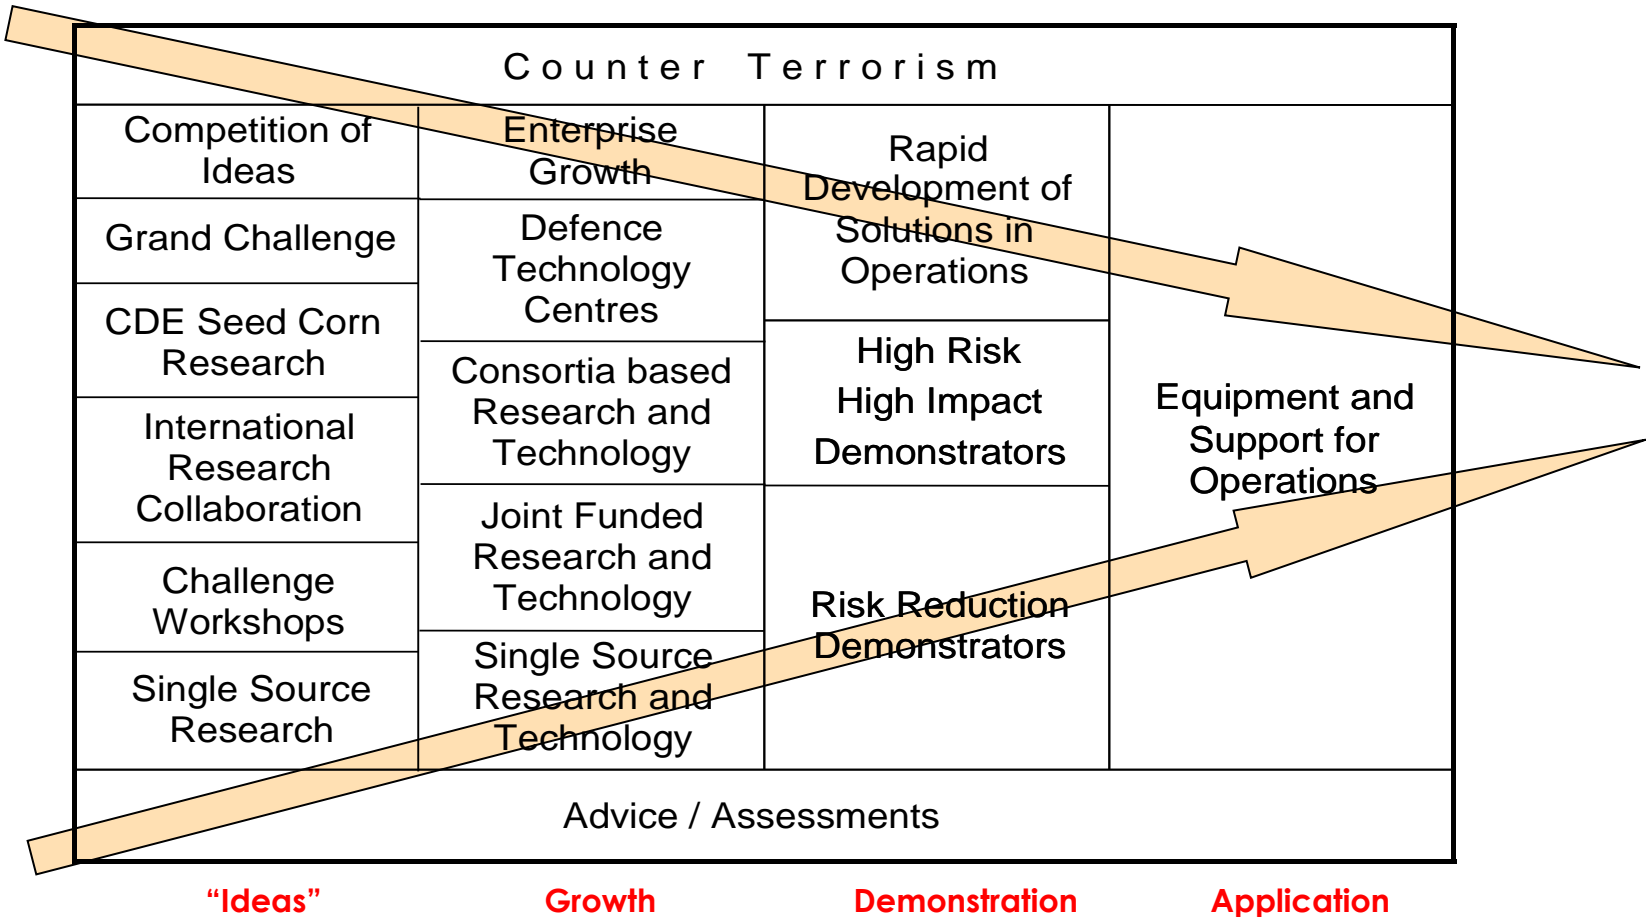 Counter Terrorism
Competition of
Ideas
Grand Challenge
CDE Seed Corn
Research
International
Research
Collaboration
Challenge
Workshops
Single Source
Research
Enterprise
Growth
Defence
Technology
Centres
Consortia based
Research and
Technology
Joint Funded
Research and
Technology
Single Source
Research and
Technology
Rapid
Development of
Solutions in
Operations
High Risk
High Impact
Demonstrators
Risk Reduction
Demonstrators
Equipment and
Support for
Operations
Advice / Assessments
“Ideas” Growth Demonstration Application